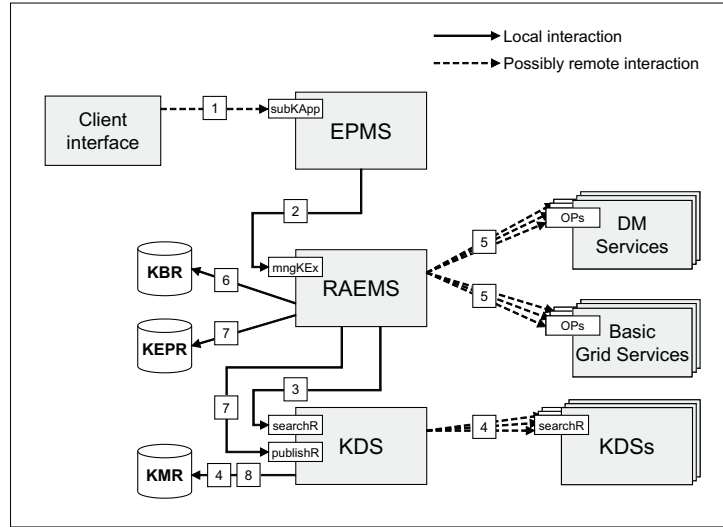 Local interaction
Possibly remote interaction
Client
interface
1
subKApp
EPMS
2
mngKEx
RAEMS
KBR
6
KEPR
7
5
OPs
DM
Services
5
OPs
Basic
Grid Services
7
3
searchR
publishR
KDS
4
searchR
KDSs
KMR
4
8